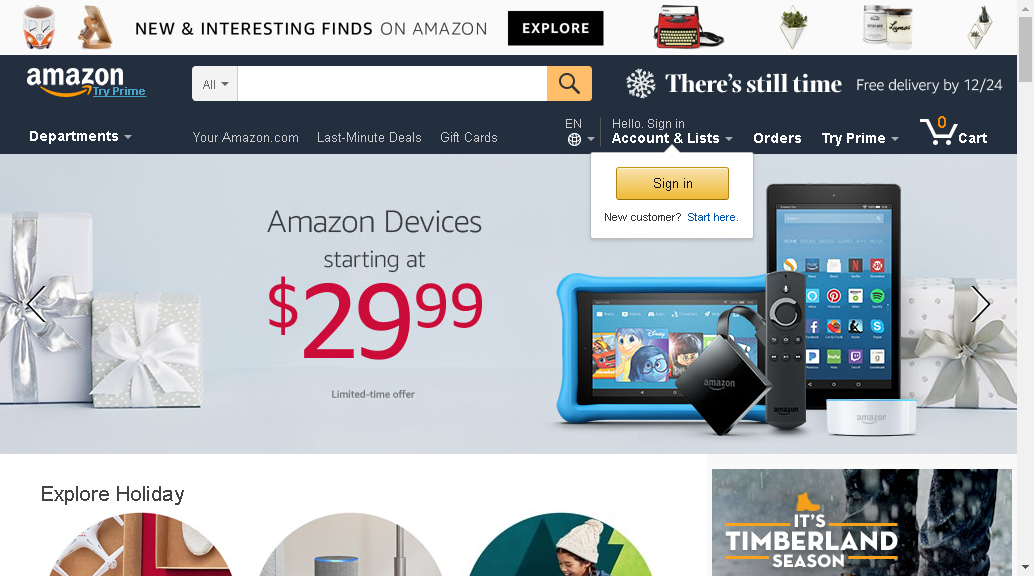 NEW & INTERESTING FINDS ON AMAZON EXPLORE
amazon
Try Prime
All
There's still time Free delivery by 12/24
Departments
Your Amazon.com Last-Minute Deals Gift Cards
EN
Hello. Sign in
Account & Lists
Orders
Try Prime
0
Cart
Sign in
New customer? Start here.
Amazon Devices
starting at
$29.99
Limited-time offer
amazon
amazon
amazon
Explore Holiday
IT'S
TIMBERLAND
SEASON